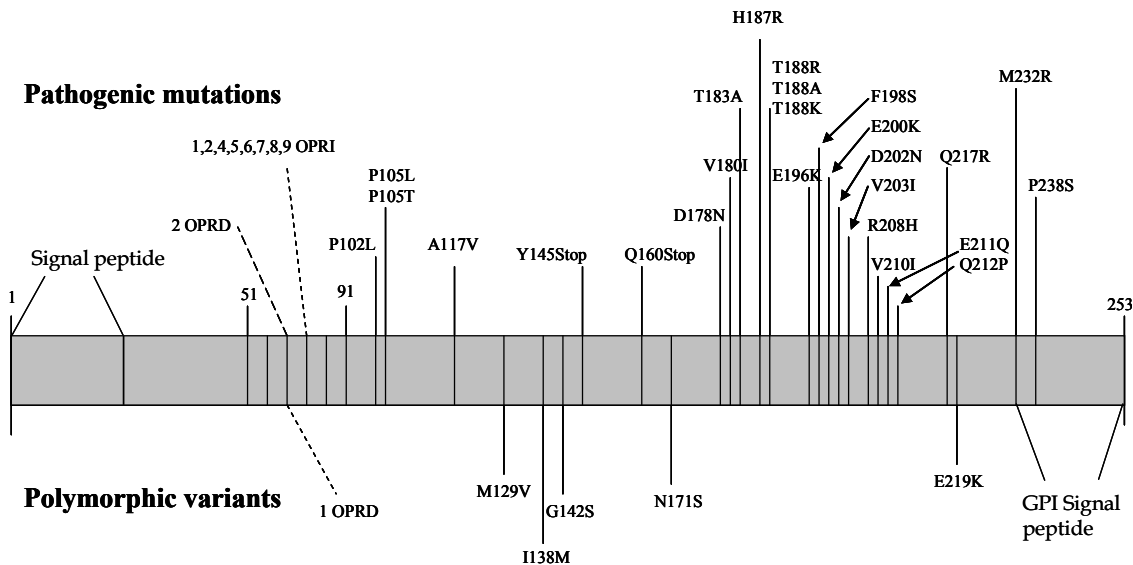 H187R
Pathogenic mutations
T188R
T188A
T188K
M232R
T183A
F198S
E200K
1,2,4,5,6,7,8,9 OPRI
D202N
Q217R
P105L
P105T
V180I
E196K
V203I
P238S
2 OPRD
D178N
R208H
P102L
A117V
Y145Stop
Q160Stop
E211Q
Q212P
V210I
Signal peptide
1
51
91
253
M129V
G142S
I138M
N171S
E219K
Polymorphic variants
1 OPRD
GPI Signal
peptide